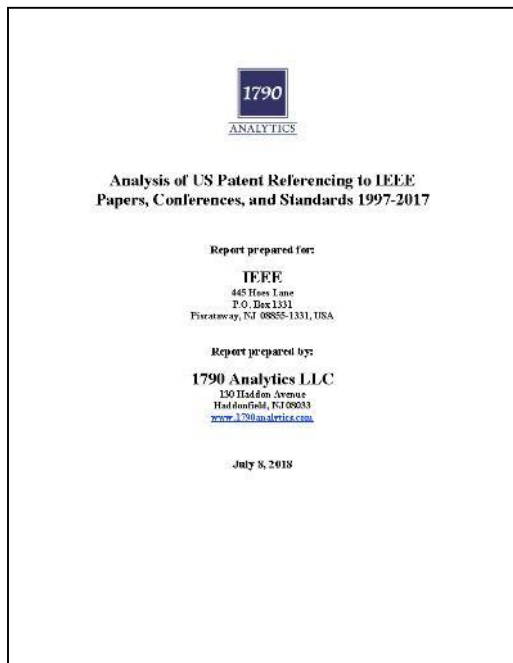 1790
ANALYTICS
Analysis of US Patent Referencing to IEEE
Papers, Conferences, and Standards 1997-2017
Report prepared for:
IEEE
445 Hoes Lane
P.O. Box 1331
Piscataway, NJ 08855-1331, USA
Report prepared by:
1790 Analytics LLC
130 Haddon Avenue
Haddonfield, NJ 08033
www.1790analytics.com
July 8, 2018